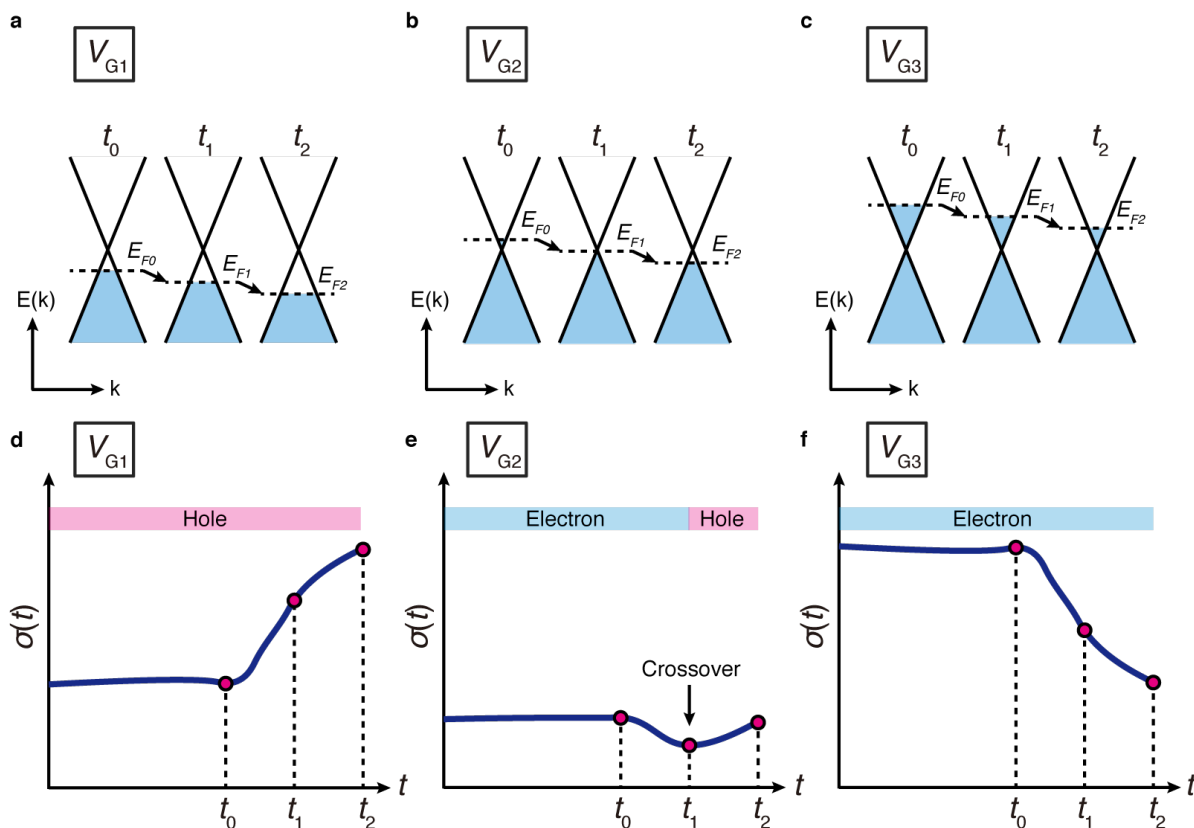 a
V_G1
t_0 t_1 t_2
E_F0 E_F1 E_F2
E(k)
k
b
V_G2
t_0 t_1 t_2
E_F0 E_F1 E_F2
E(k)
k
c
V_G3
t_0 t_1 t_2
E_F0 E_F1 E_F2
E(k)
k
d
V_G1
Hole
σ(t)
t_0 t_1 t_2 t
e
V_G2
Electron Hole
Crossover
σ(t)
t_0 t_1 t_2 t
f
V_G3
Electron
σ(t)
t_0 t_1 t_2 t